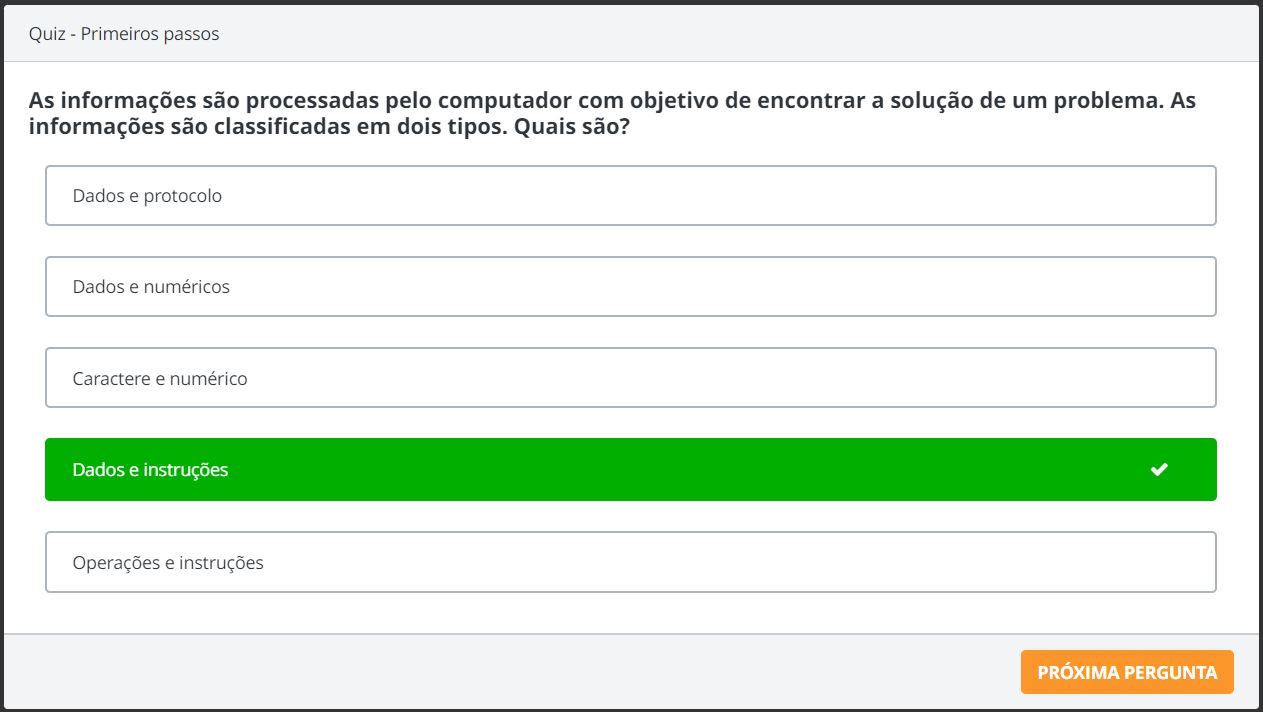 Quiz - Primeiros passos
As informações são processadas pelo computador com objetivo de encontrar a solução de um problema. As
informações são classificadas em dois tipos. Quais são?
Dados e protocolo
Dados e numéricos
Caractere e numérico
Dados e instruções
Operações e instruções
PRÓXIMA PERGUNTA